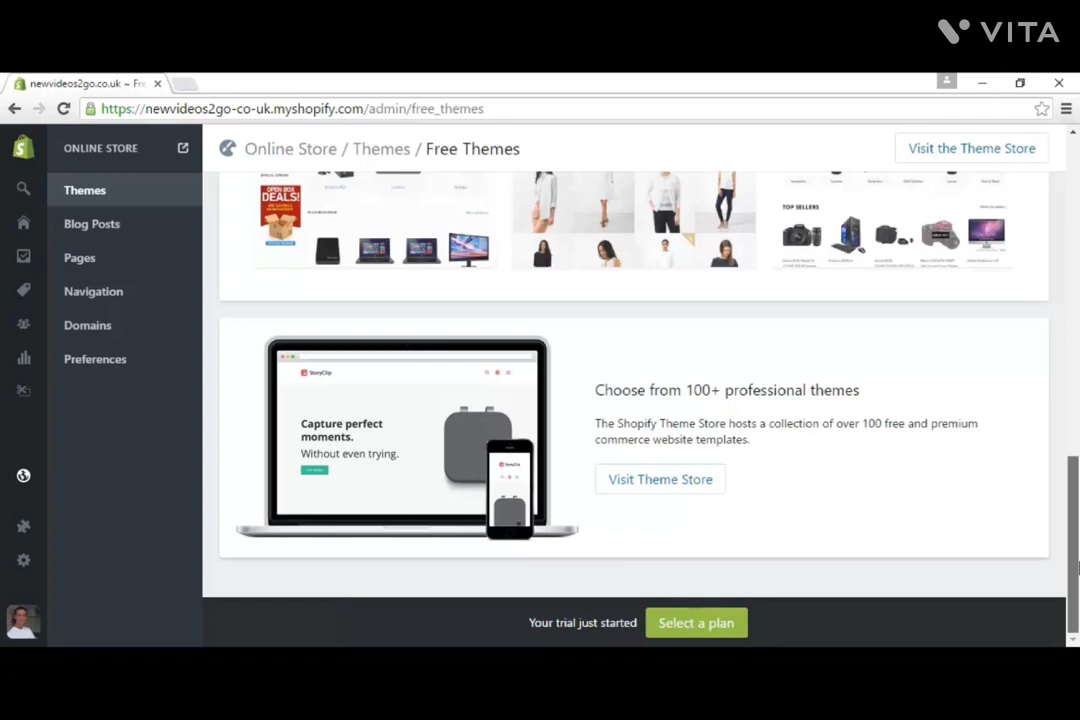 VITA
newvideos2go.co.uk ~ Fre
https://newvideos2go-co-uk.myshopify.com/admin/free_themes
ONLINE STORE
Online Store / Themes / Free Themes
Visit the Theme Store
Themes
Blog Posts
Pages
Navigation
Domains
Preferences
OPEN BOX
DEALS!
TOP SELLERS
StoryClip
Capture perfect
moments.
Without even trying.
StoryClip
Choose from 100+ professional themes
The Shopify Theme Store hosts a collection of over 100 free and premium
commerce website templates.
Visit Theme Store
Your trial just started
Select a plan